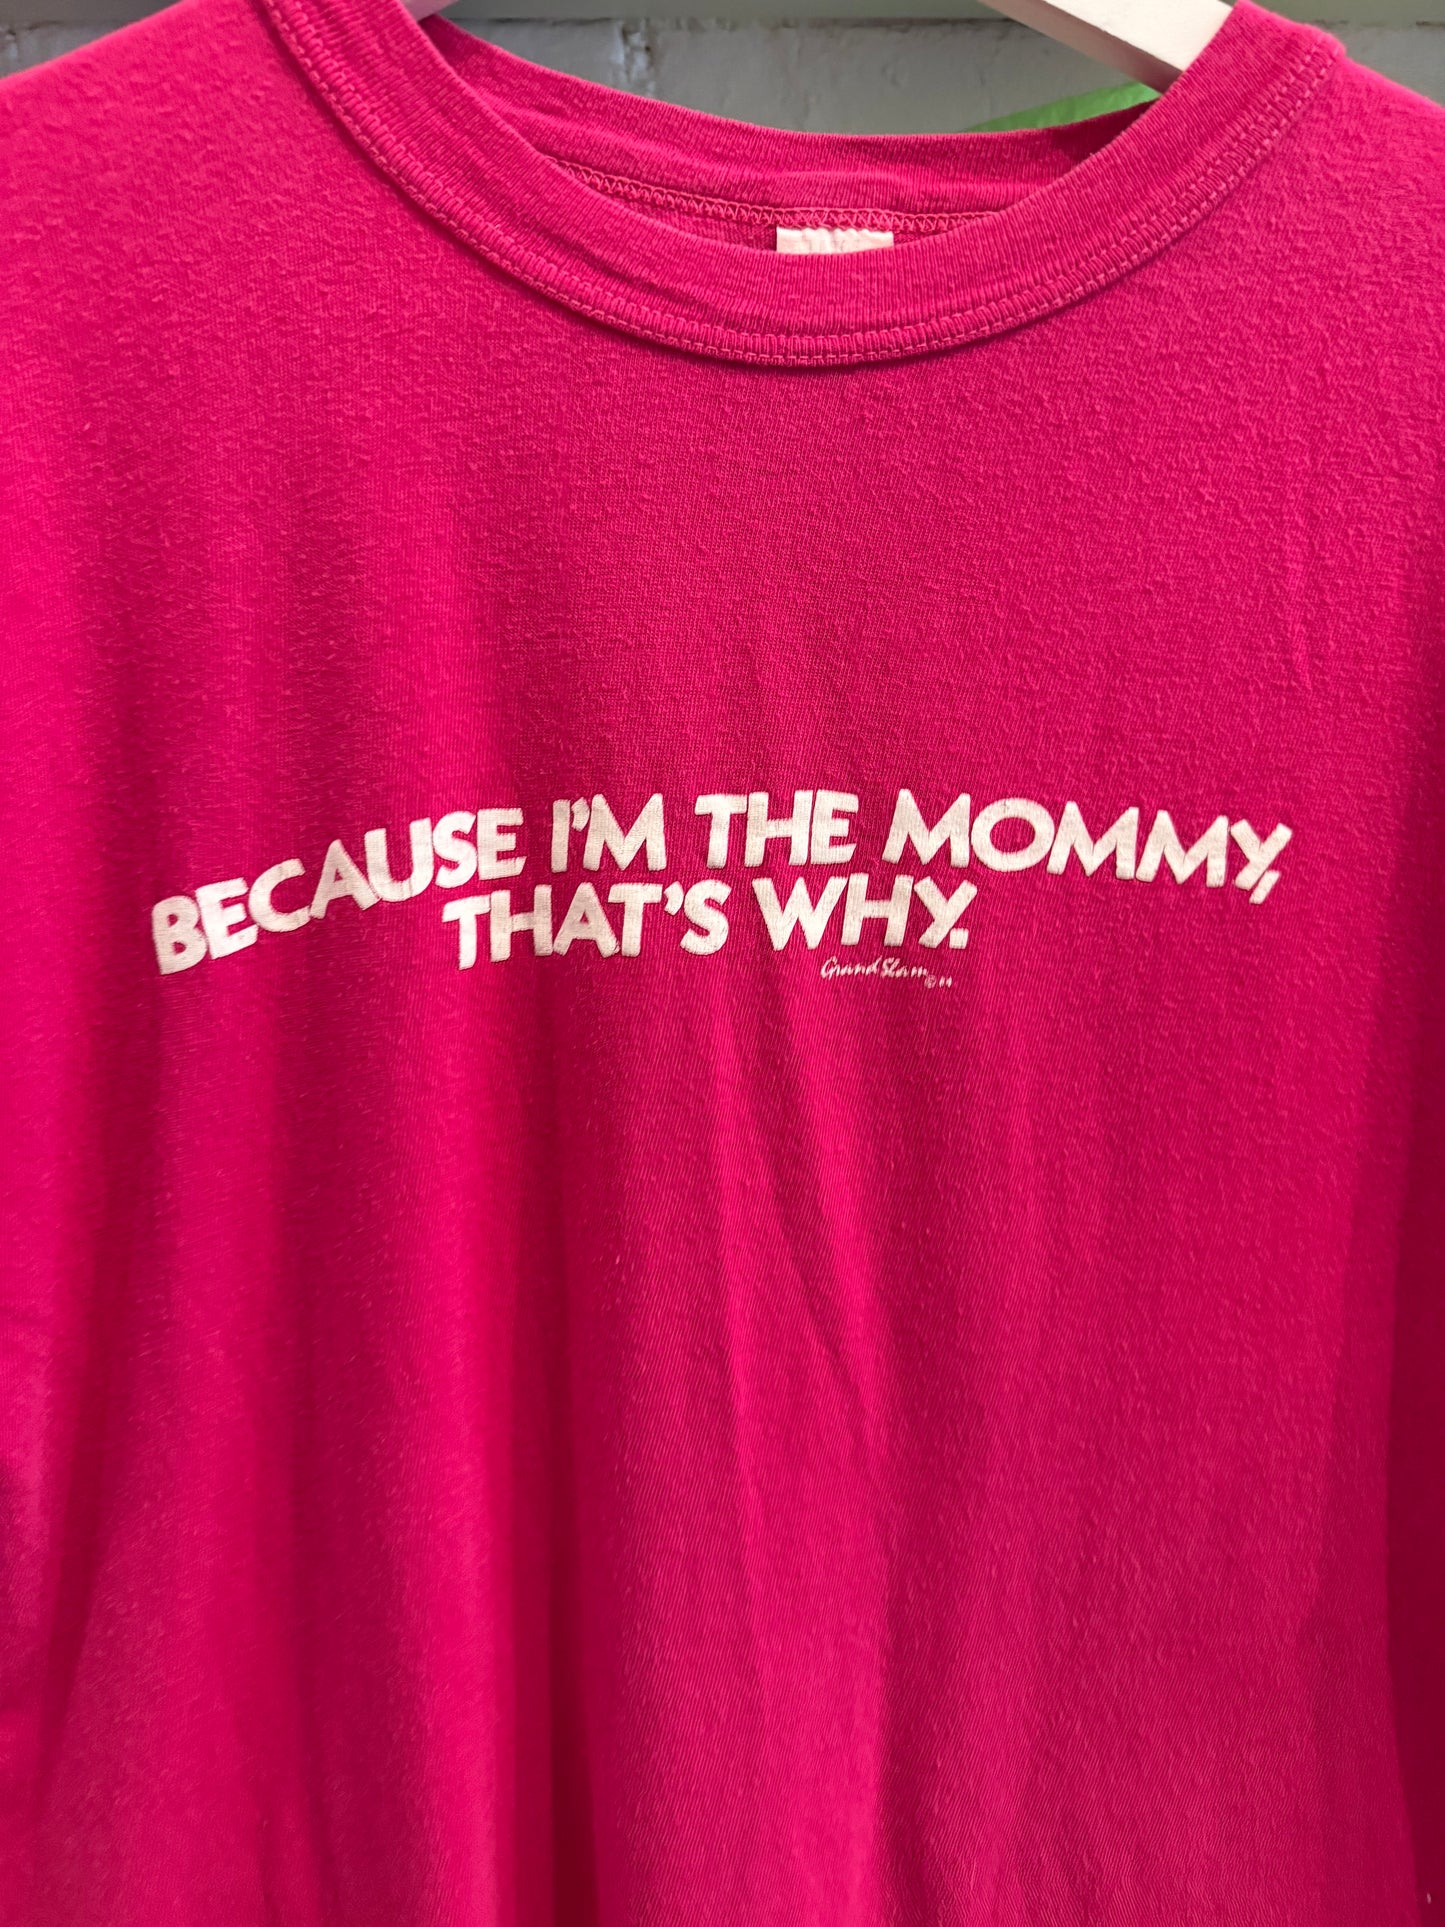 BECAUSE I'M THE MOMMY,
THAT'S WHY.
Grand Slam ©